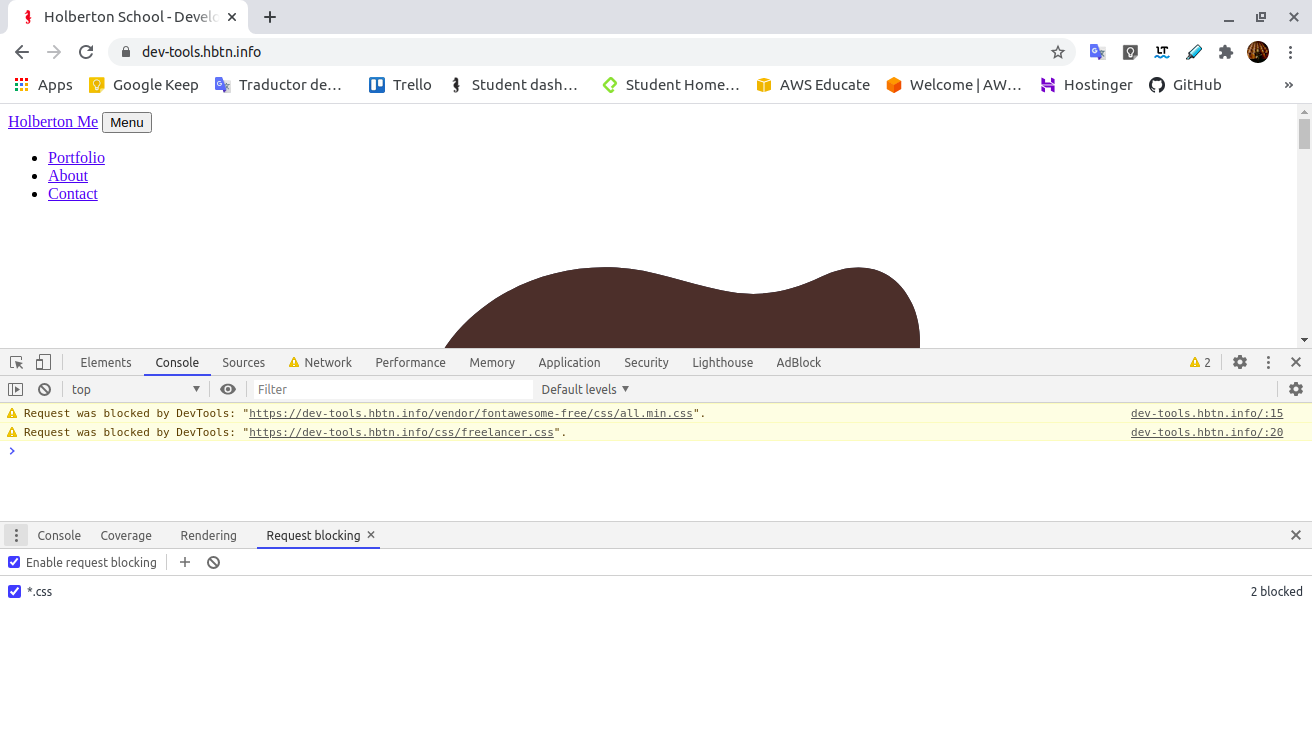 Holberton School - Develo
dev-tools.hbtn.info
Apps Google Keep Traductor de… Trello Student dash… Student Home… AWS Educate Welcome | AW… Hostinger GitHub »
Holberton Me Menu
Portfolio
About
Contact
Elements Console Sources Network Performance Memory Application Security Lighthouse AdBlock 2
top Filter Default levels
Request was blocked by DevTools: "https://dev-tools.hbtn.info/vendor/fontawesome-free/css/all.min.css". dev-tools.hbtn.info/:15
Request was blocked by DevTools: "https://dev-tools.hbtn.info/css/freelancer.css". dev-tools.hbtn.info/:20
Console Coverage Rendering Request blocking
Enable request blocking
*.css 2 blocked